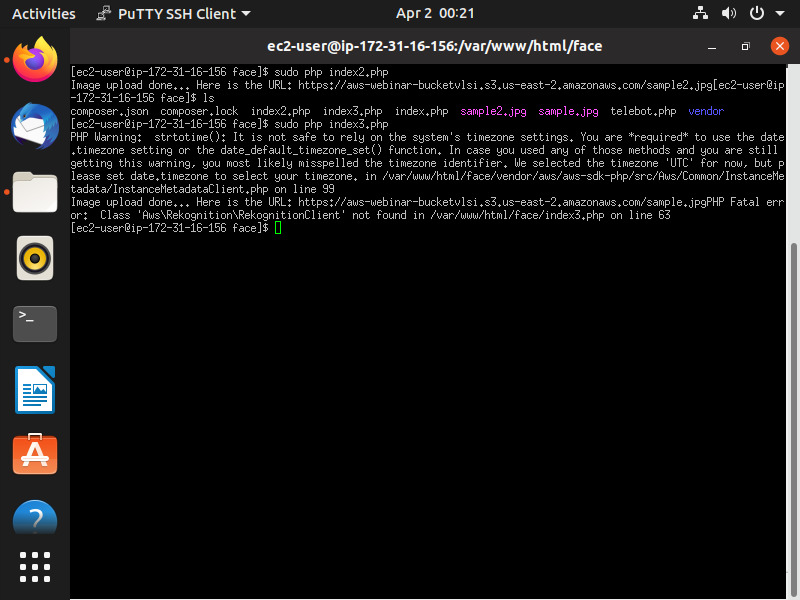 Activities PuTTY SSH Client Apr 2 00:21
ec2-user@ip-172-31-16-156:/var/www/html/face
[ec2-user@ip-172-31-16-156 face]$ sudo php index2.php
Image upload done... Here is the URL: https://aws-webinar-bucketvlsi.s3.us-east-2.amazonaws.com/sample2.jpg[ec2-user@ip
-172-31-16-156 face]$ ls
composer.json composer.lock index2.php index3.php index.php sample2.jpg sample.jpg telebot.php vendor
[ec2-user@ip-172-31-16-156 face]$ sudo php index3.php
PHP Warning:  strtotime(): It is not safe to rely on the system's timezone settings. You are *required* to use the date
.timezone setting or the date_default_timezone_set() function. In case you used any of those methods and you are still
getting this warning, you most likely misspelled the timezone identifier. We selected the timezone 'UTC' for now, but p
lease set date.timezone to select your timezone. in /var/www/html/face/vendor/aws/aws-sdk-php/src/Aws/Common/InstanceMe
tadata/InstanceMetadataClient.php on line 99
Image upload done... Here is the URL: https://aws-webinar-bucketvlsi.s3.us-east-2.amazonaws.com/sample.jpgPHP Fatal err
or:  Class 'Aws\Rekognition\RekognitionClient' not found in /var/www/html/face/index3.php on line 63
[ec2-user@ip-172-31-16-156 face]$
>_
A
?